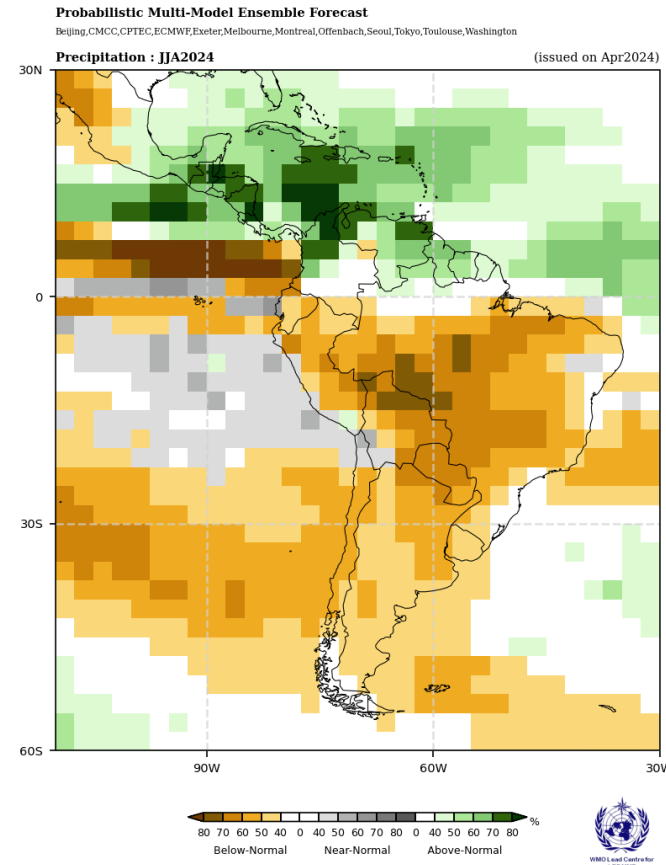 Probabilistic Multi-Model Ensemble Forecast
Beijing,CMCC,CPTEC,ECMWF,Exeter,Melbourne,Montreal,Offenbach,Seoul,Tokyo,Toulouse,Washington
Precipitation : JJA2024 (issued on Apr2024)
30N
0
30S
60S
90W 60W 30W
80 70 60 50 40 0 40 50 60 70 80 0 40 50 60 70 80 %
Below-Normal Near-Normal Above-Normal
WMO Lead Centre for